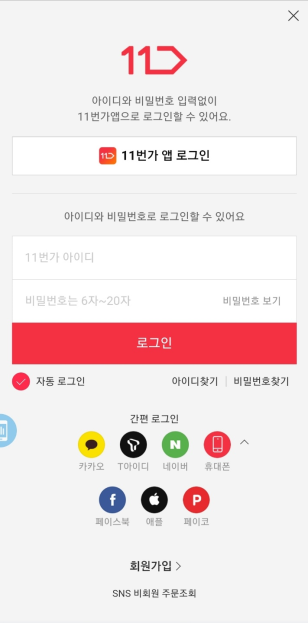 11
아이디와 비밀번호 입력없이
11번가앱으로 로그인할 수 있어요.
11 11번가 앱 로그인
아이디와 비밀번호로 로그인할 수 있어요
11번가 아이디
비밀번호는 6자~20자 비밀번호 보기
로그인
자동 로그인 아이디찾기 | 비밀번호찾기
간편 로그인
N
카카오 T아이디 네이버 휴대폰
f P
페이스북 애플 페이코
회원가입 >
SNS 비회원 주문조회